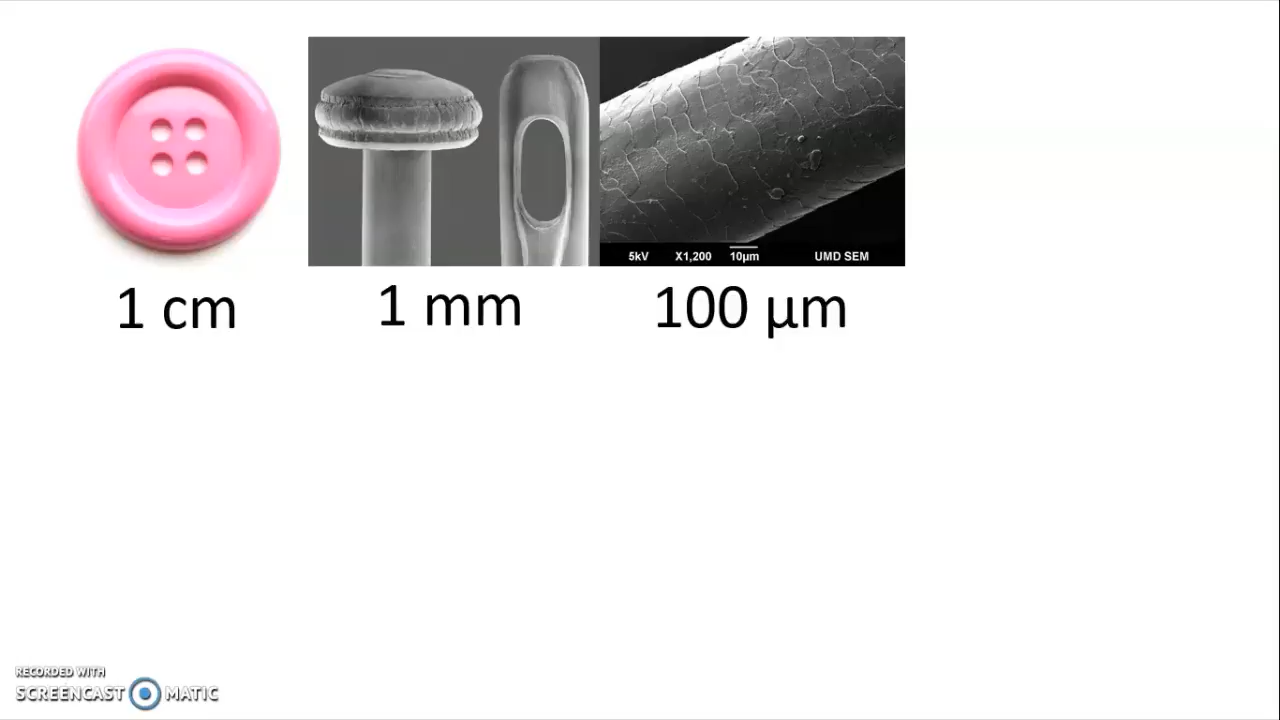 5kV X1,200 10µm UMD SEM
1 cm
1 mm
100 µm
RECORDED WITH
SCREENCAST MATIC